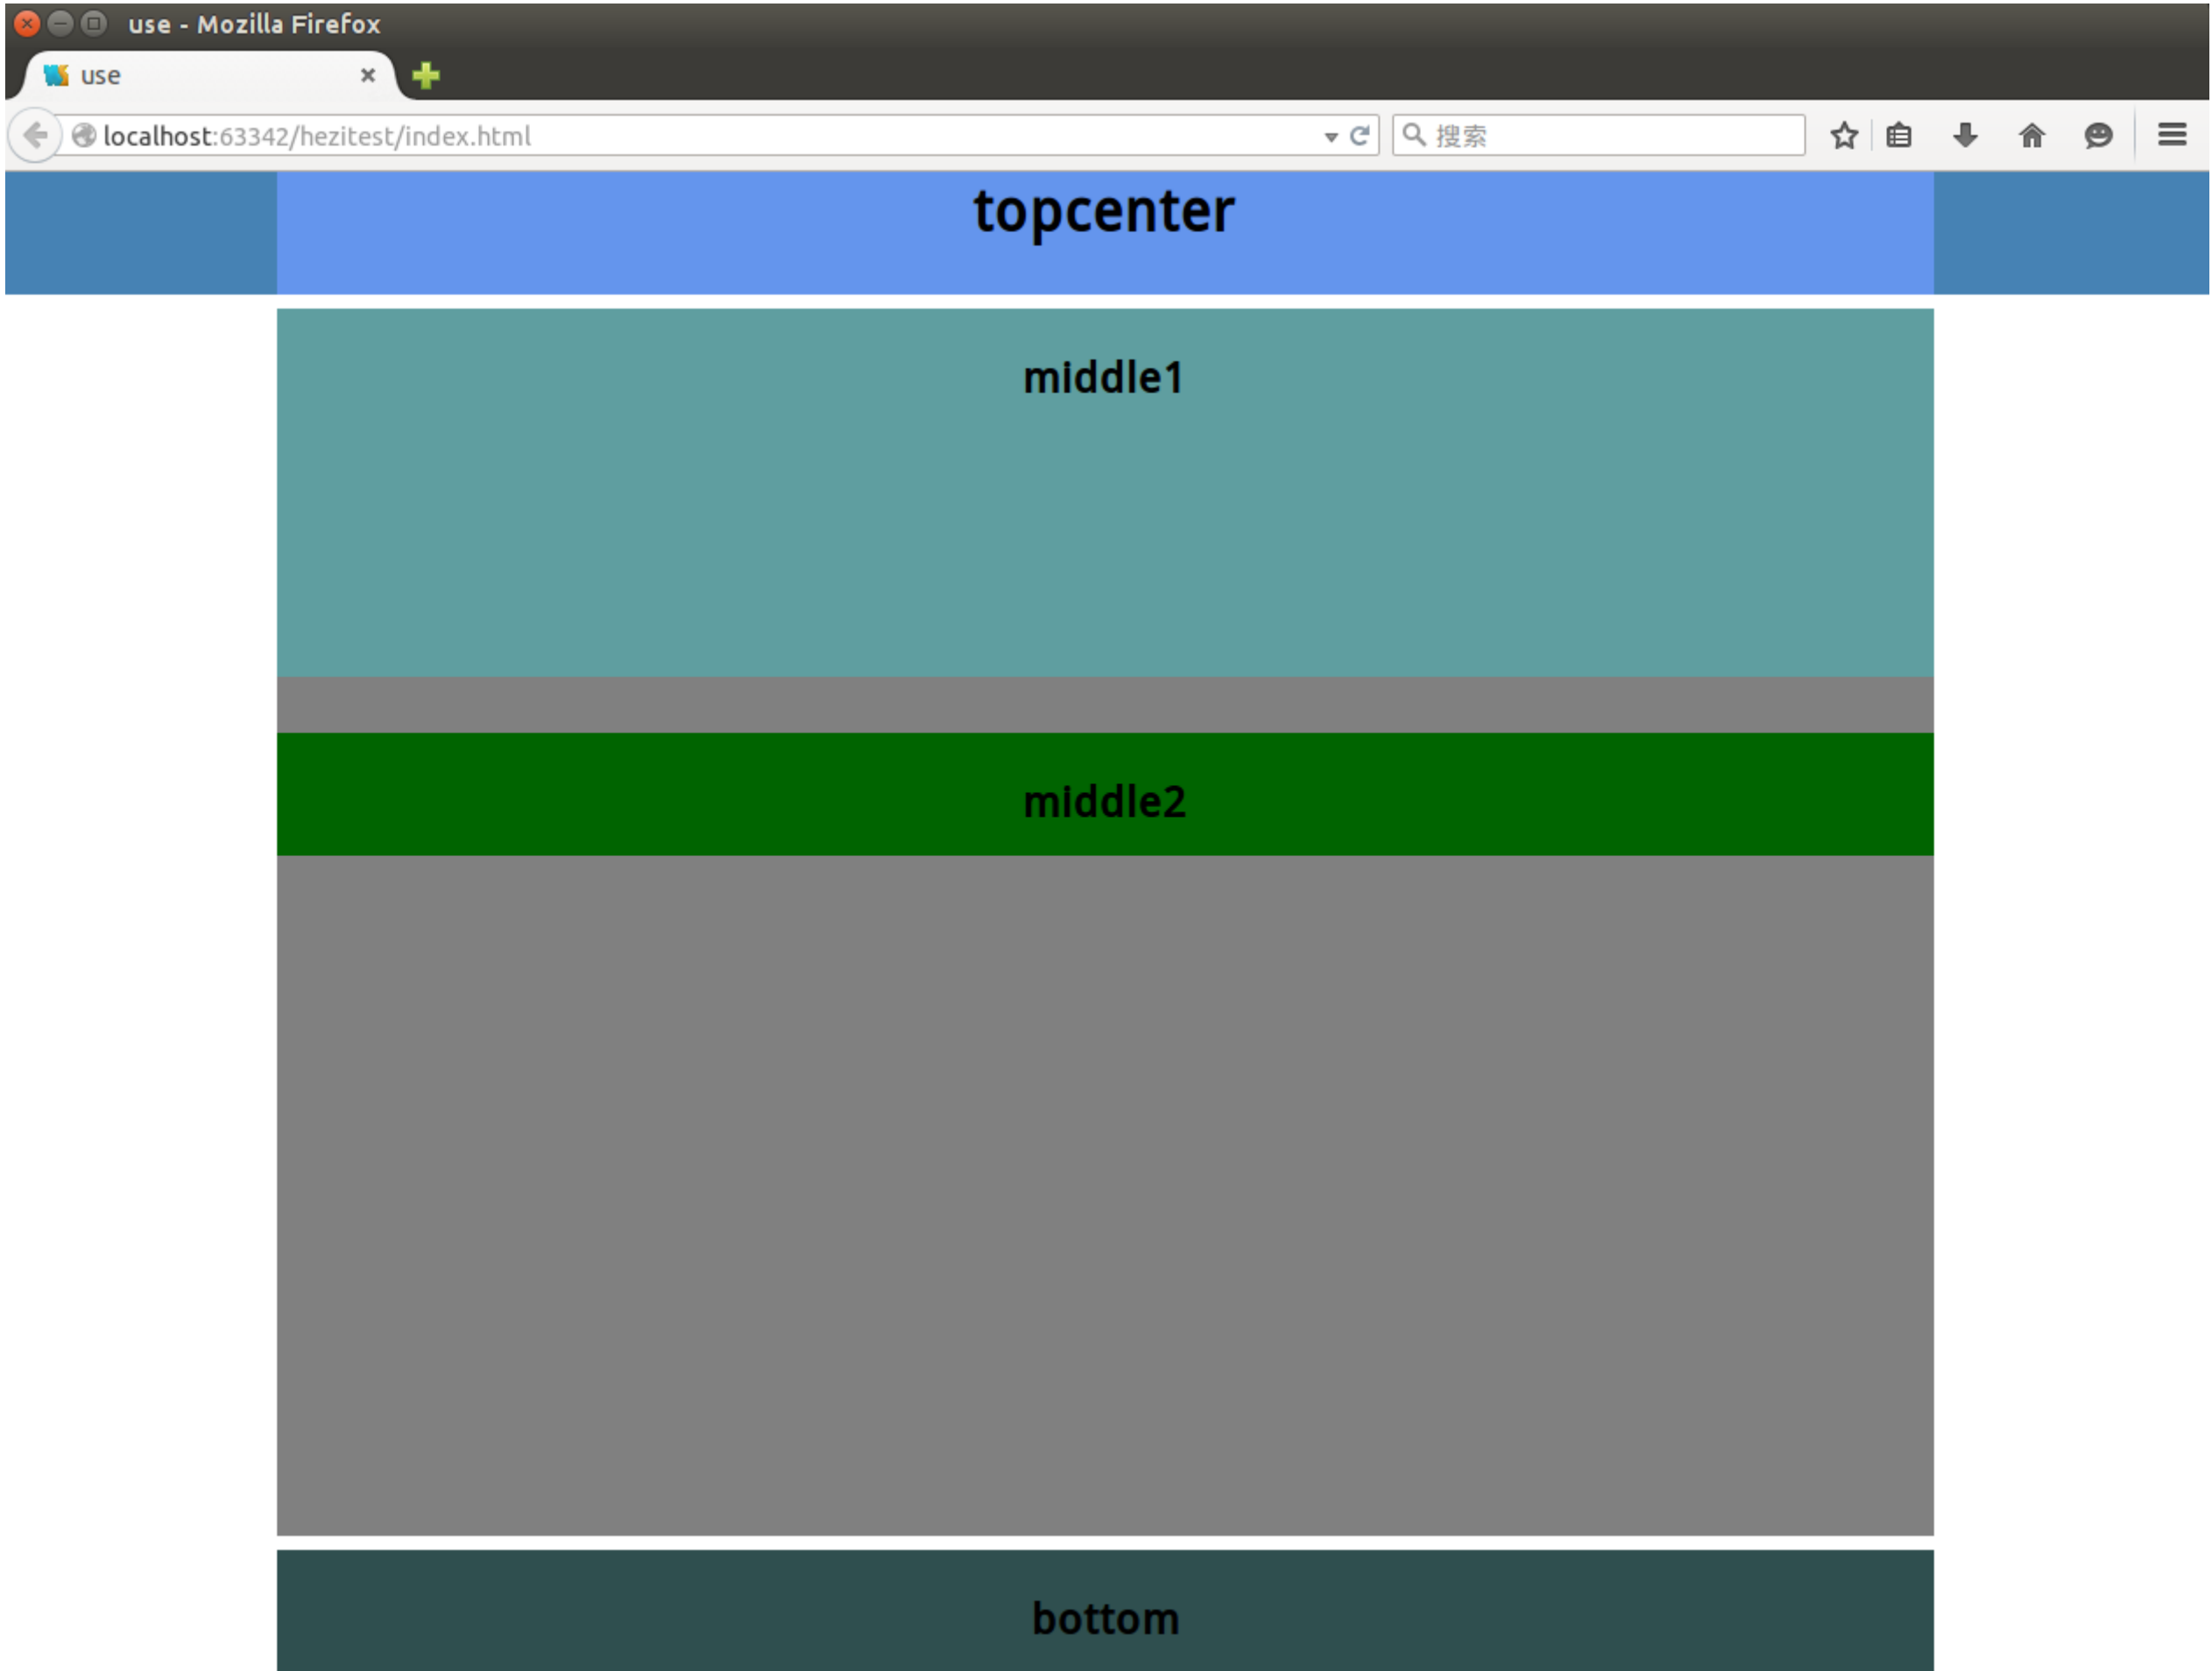 use - Mozilla Firefox
use
localhost:63342/hezitest/index.html
搜索
topcenter
middle1
middle2
bottom